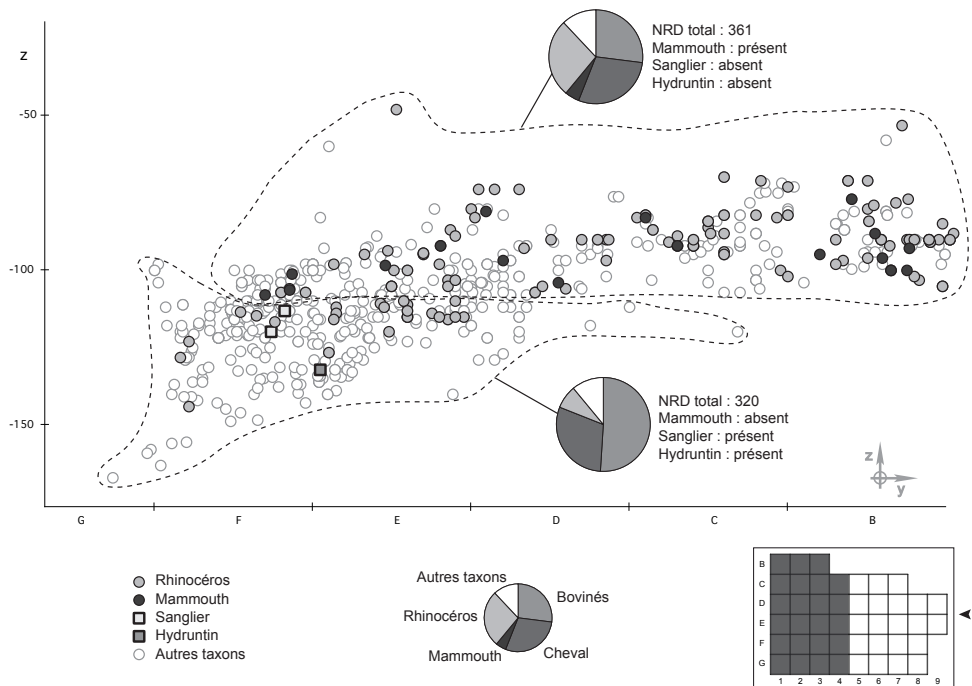 NRD total : 361
Mammouth : présent
Sanglier : absent
Hydruntin : absent
z
-50
-100
-150
NRD total : 320
Mammouth : absent
Sanglier : présent
Hydruntin : présent
z
y
G F E D C B
Rhinocéros
Mammouth
Sanglier
Hydruntin
Autres taxons
Autres taxons
Bovinés
Rhinocéros
Mammouth
Cheval
B
C
D
E
F
G
1 2 3 4 5 6 7 8 9